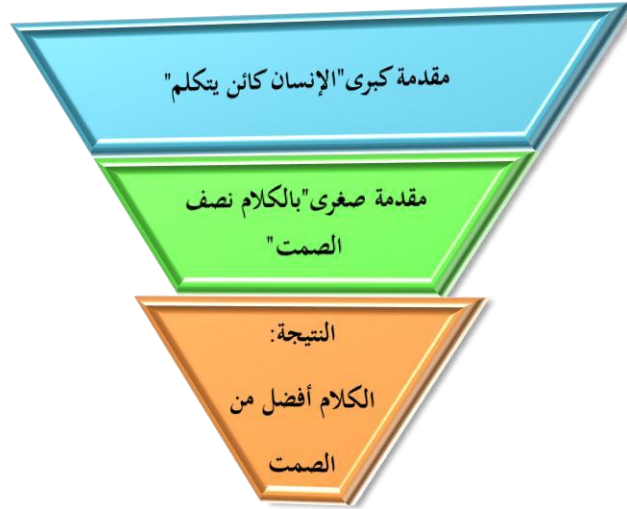 مقدمة كبرى"الإنسان كائن يتكلم"
مقدمة صغرى"بالكلام نصف
الصمت"
النتيجة:
الكلام أفضل من
الصمت